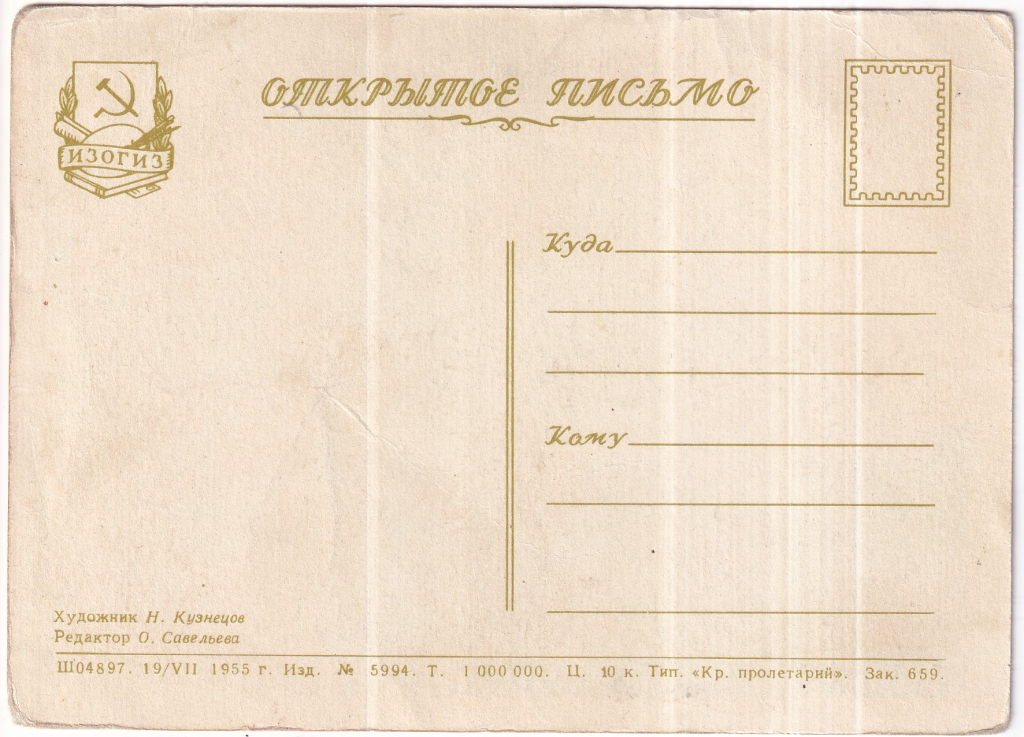 ИЗОГИЗ
ОТКРЫТОЕ ПИСЬМО
Куда
Кому
Художник Н. Кузнецов
Редактор О. Савельева
Ш04897. 19/VII 1955 г. Изд. № 5994. Т. 1 000 000. Ц. 10 к. Тип. «Кр. пролетарий». Зак. 659.